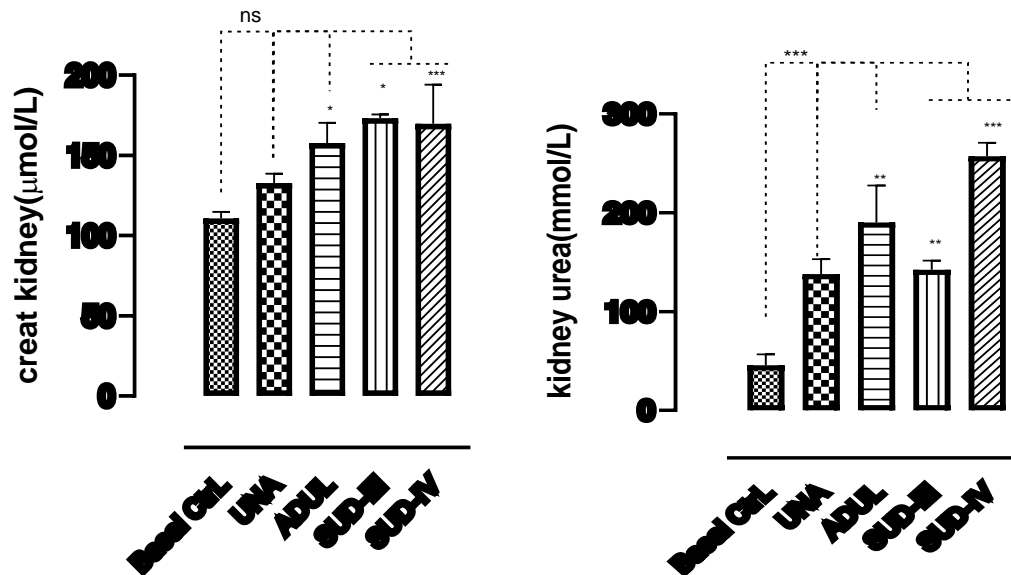 ns
creat kidney(μmol/L)
200
150
100
50
0
*
*
***
Basal Ctrl
UNA
ADUL
SUD-III
SUD-IV
***
kidney urea(mmol/L)
300
200
100
0
**
**
***
Basal Ctrl
UNA
ADUL
SUD-III
SUD-IV